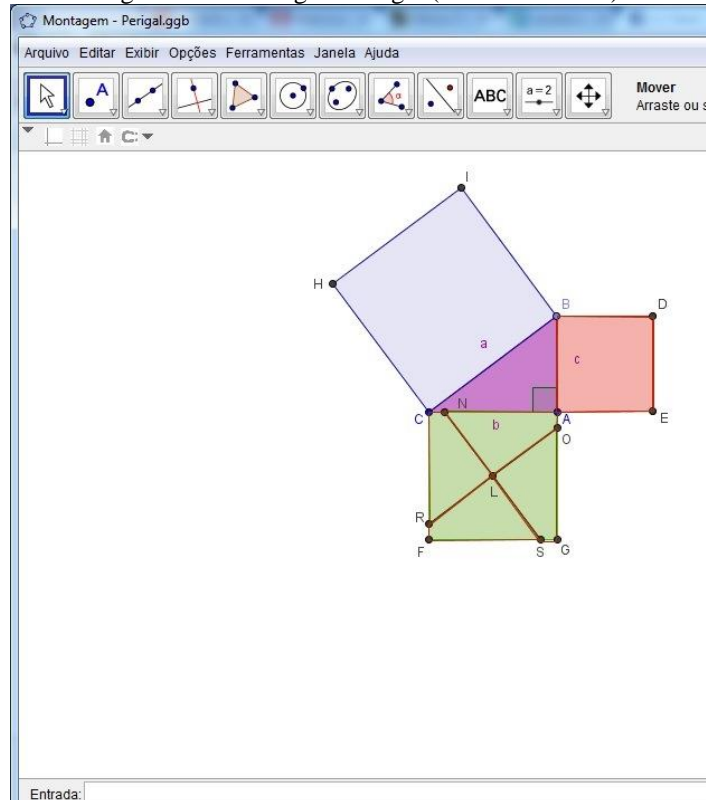 Montagem - Perigal.ggb
Arquivo Editar Exibir Opções Ferramentas Janela Ajuda
A
α
ABC
a=2
Mover
Arraste ou s
I
H
B
D
a
c
C
N
b
A
E
O
L
R
F
S
G
Entrada: